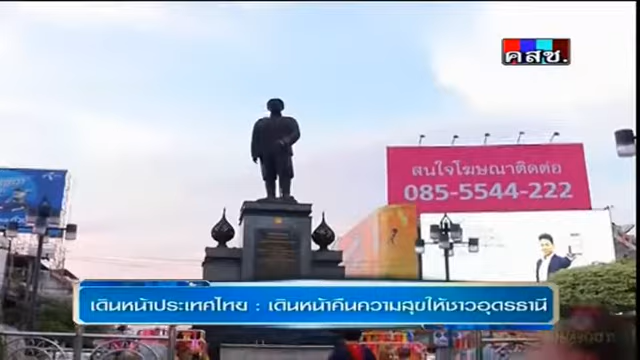 คสช.
สนใจโฆษณาติดต่อ
085-5544-222
เดินหน้าประเทศไทย : เดินหน้าคืนความสุขให้ชาวอุดรธานี